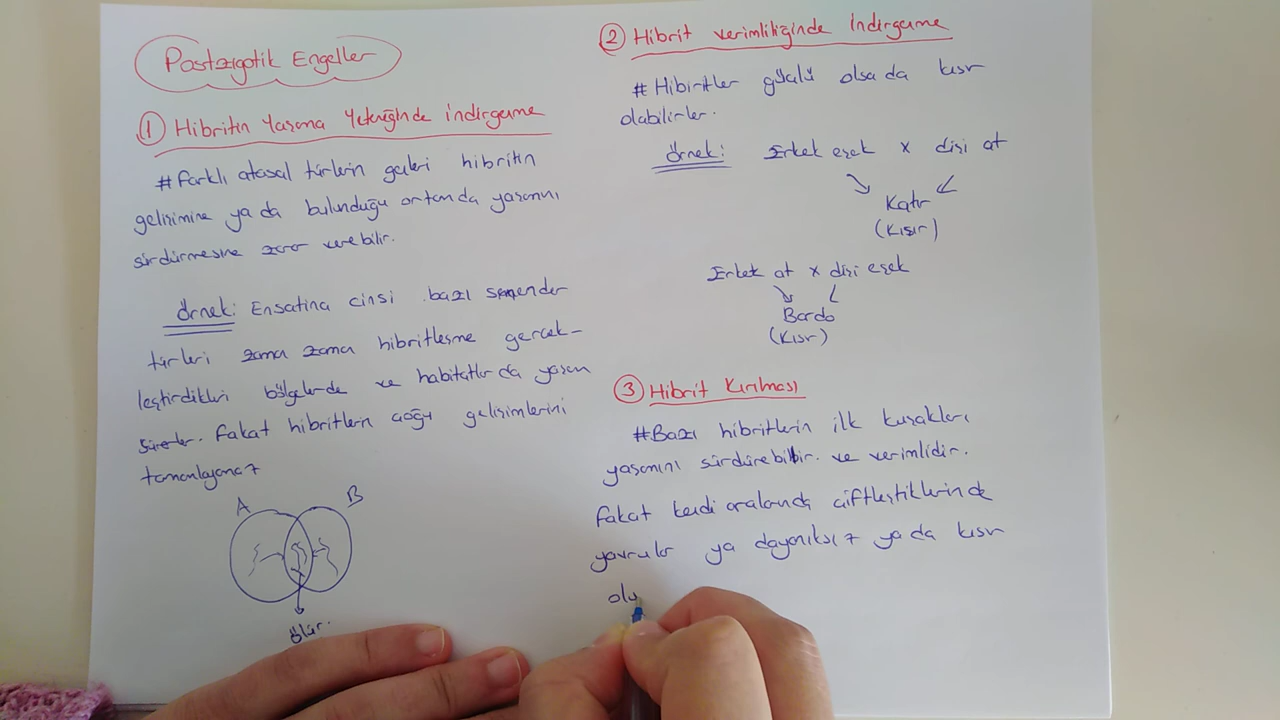 Postzigotik Engeller
① Hibritin Yaşama Yeteneğinde İndirgenme
# Farklı atasal türlerin genleri hibritin
gelişimine ya da bulunduğu ortamda yaşamını
sürdürmesine zarar verebilir.
Örnek: Ensatina cinsi bazı semender
türleri zaman zaman hibritleşme gerçek-
leştirdikleri bölgelerde ve habitatlarda yaşam
sürerler. Fakat hibritlerin çoğu gelişimlerini
tamamlayamaz
A B
ölür.
② Hibrit verimliliğinde İndirgenme
# Hibiritler güçlü olsa da kısır
olabilirler.
Örnek: Erkek eşek x dişi at
Katır
(Kısır)
Erkek at x dişi eşek
Bardo
(Kısır)
③ Hibrit Kırılması
# Bazı hibritlerin ilk kuşakları
yaşamını sürdürebilir. ve verimlidir.
Fakat kendi aralarında çiftleştiklerinde
yavrular ya dayanıksız ya da kısır
olu